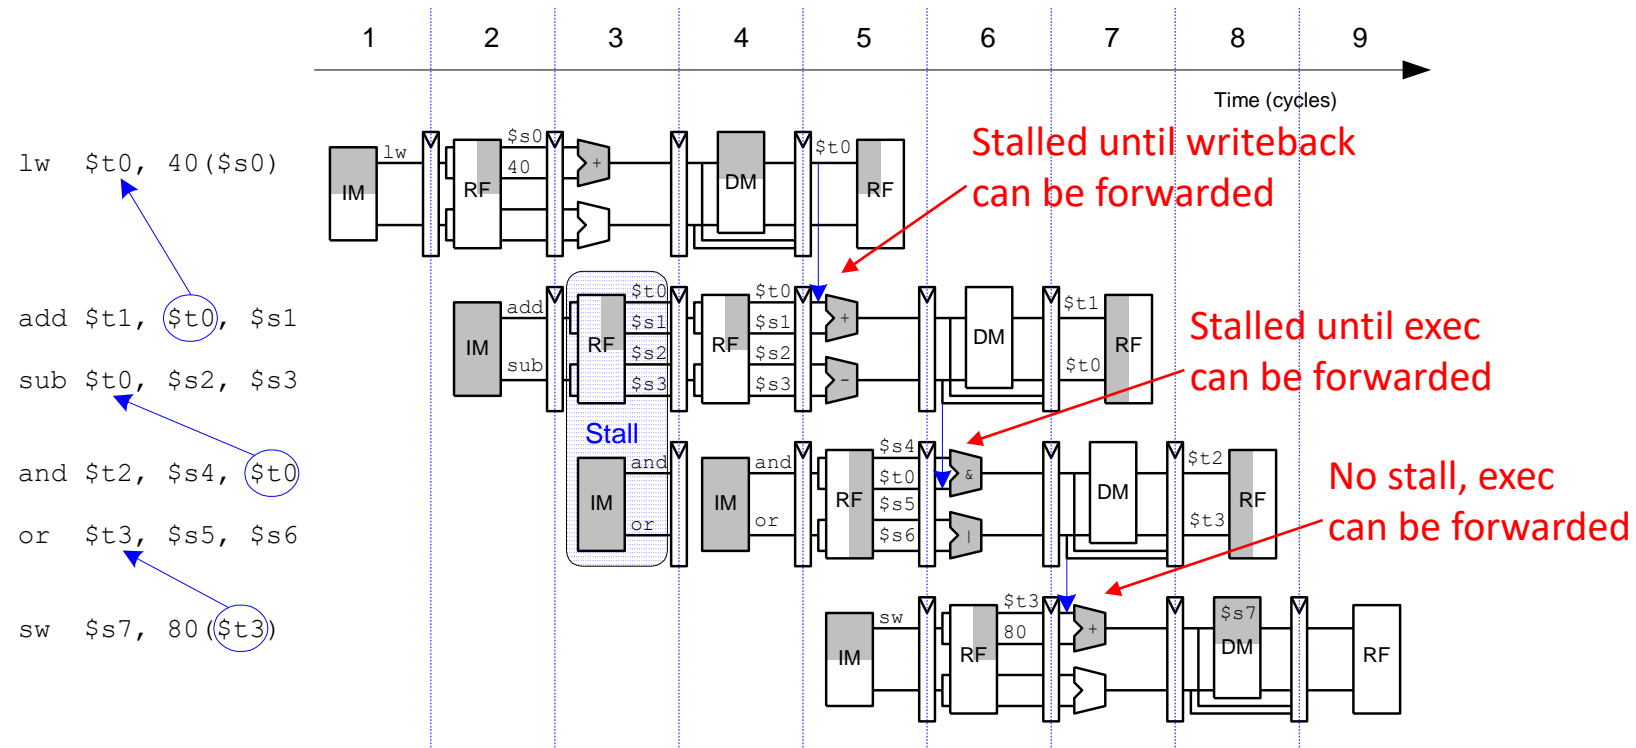 1 2 3 4 5 6 7 8 9
Time (cycles)
lw $t0, 40($s0)
IM
lw
RF
$s0
40
+
DM
$t0
RF
Stalled until writeback
can be forwarded
add $t1, $t0, $s1
sub $t0, $s2, $s3
IM
add
sub
RF
$t0
$s1
$s2
$s3
Stall
RF
$t0
$s1
$s2
$s3
+
-
DM
$t1
$t0
RF
Stalled until exec
can be forwarded
and $t2, $s4, $t0
or $t3, $s5, $s6
IM
and
or
IM
and
or
RF
$s4
$t0
$s5
$s6
&
|
DM
$t2
$t3
RF
No stall, exec
can be forwarded
sw $s7, 80($t3)
IM
sw
RF
$t3
80
+
$s7
DM
RF